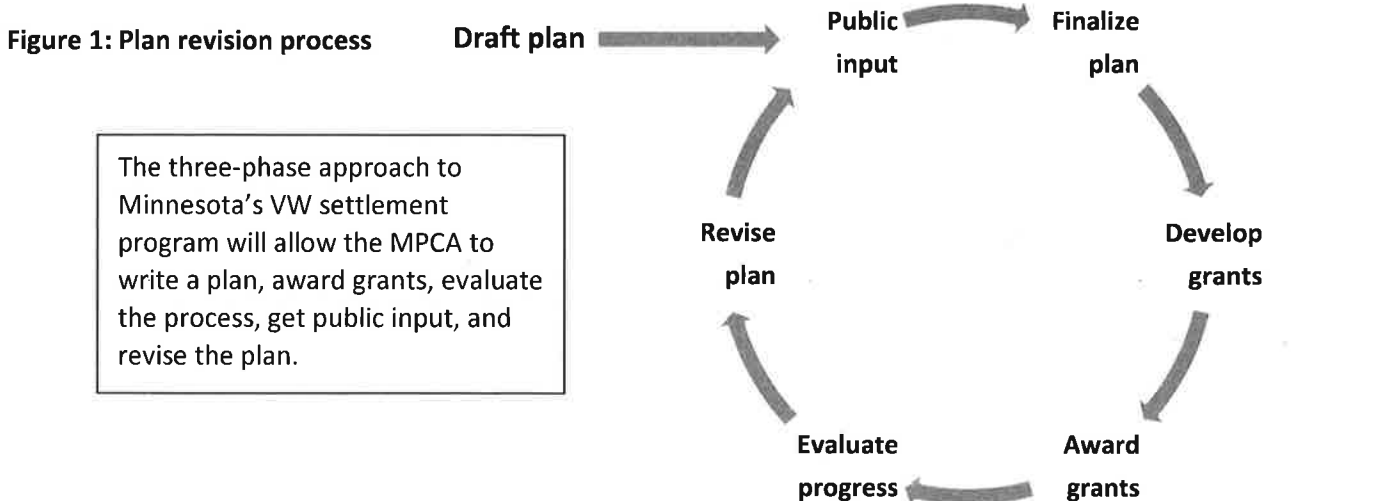 Figure 1: Plan revision process
Draft plan
Public
input
Finalize
plan
The three-phase approach to
Minnesota's VW settlement
program will allow the MPCA to
write a plan, award grants, evaluate
the process, get public input, and
revise the plan.
Develop
grants
Award
grants
Evaluate
progress
Revise
plan